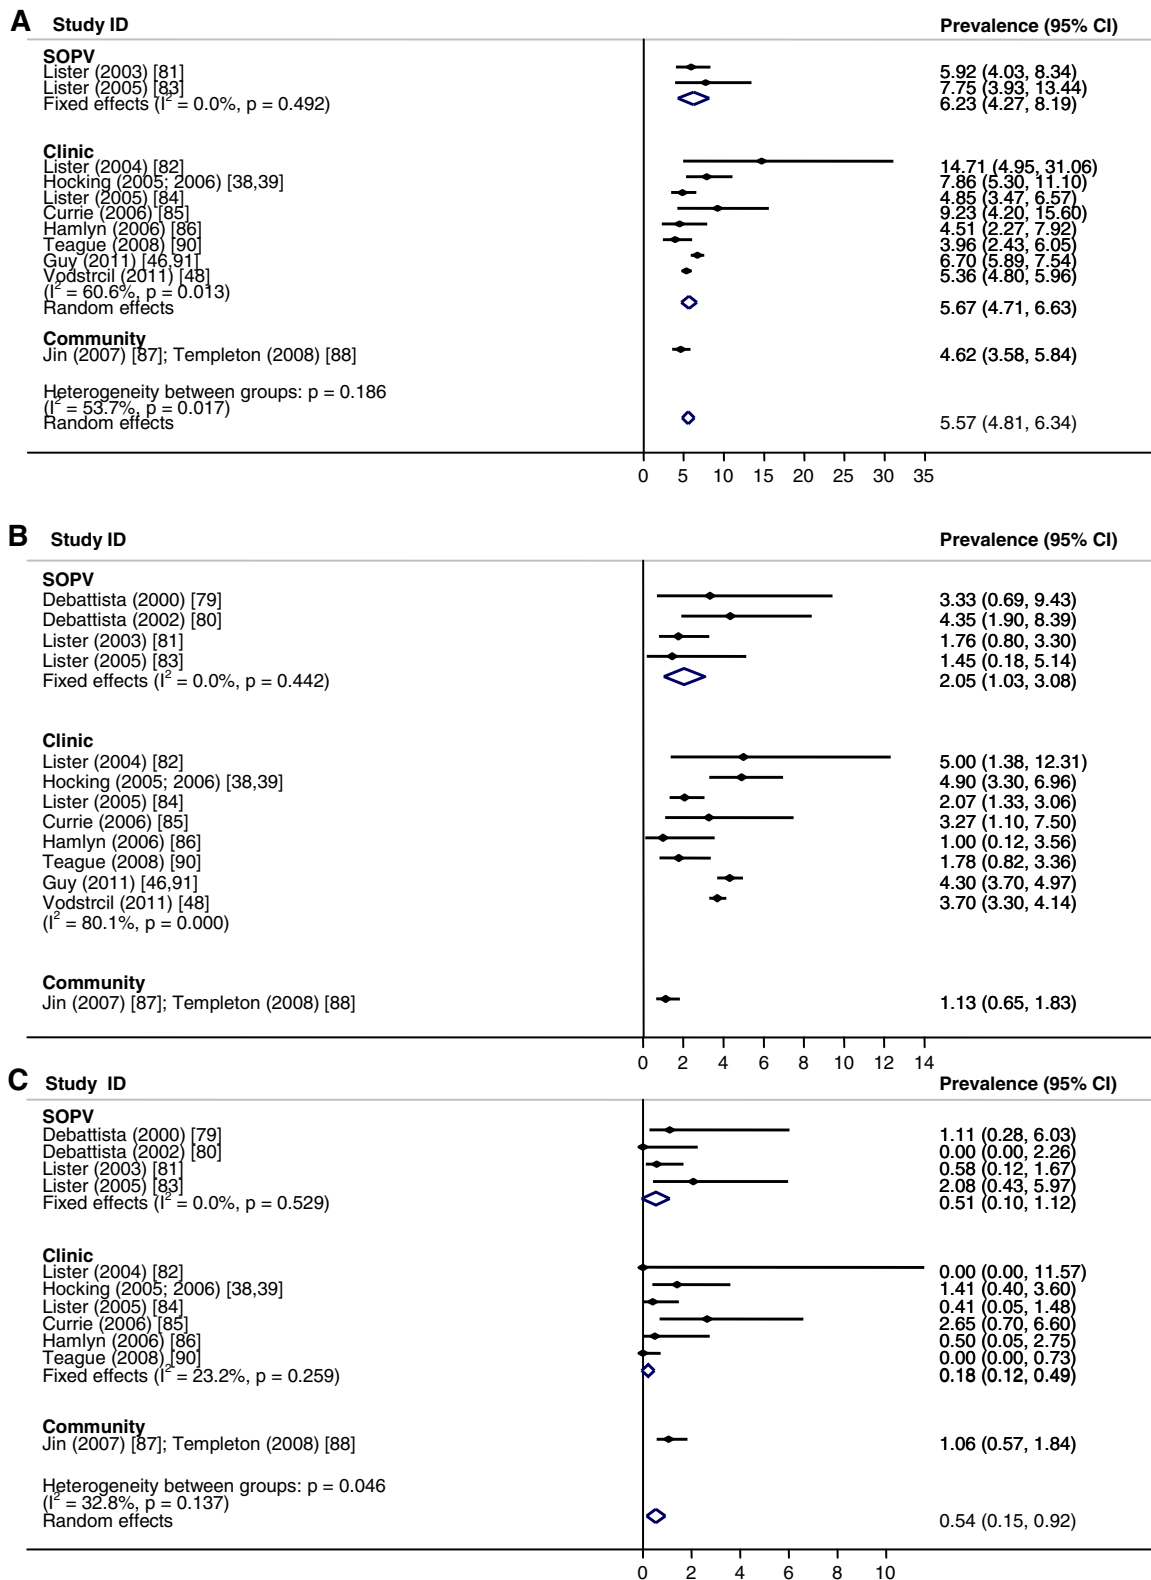 A Study ID Prevalence (95% CI)
SOPV
Lister (2003) [81] 5.92 (4.03, 8.34)
Lister (2005) [83] 7.75 (3.93, 13.44)
Fixed effects (I² = 0.0%, p = 0.492) 6.23 (4.27, 8.19)
Clinic
Lister (2004) [82] 14.71 (4.95, 31.06)
Hocking (2005; 2006) [38,39] 7.86 (5.30, 11.10)
Lister (2005) [84] 4.85 (3.47, 6.57)
Currie (2006) [85] 9.23 (4.20, 15.60)
Hamlyn (2006) [86] 4.51 (2.27, 7.92)
Teague (2008) [90] 3.96 (2.43, 6.05)
Guy (2011) [46,91] 6.70 (5.89, 7.54)
Vodstrcil (2011) [48] 5.36 (4.80, 5.96)
(I² = 60.6%, p = 0.013)
Random effects 5.67 (4.71, 6.63)
Community
Jin (2007) [87]; Templeton (2008) [88] 4.62 (3.58, 5.84)
Heterogeneity between groups: p = 0.186
(I² = 53.7%, p = 0.017)
Random effects 5.57 (4.81, 6.34)
0 5 10 15 20 25 30 35
B Study ID Prevalence (95% CI)
SOPV
Debattista (2000) [79] 3.33 (0.69, 9.43)
Debattista (2002) [80] 4.35 (1.90, 8.39)
Lister (2003) [81] 1.76 (0.80, 3.30)
Lister (2005) [83] 1.45 (0.18, 5.14)
Fixed effects (I² = 0.0%, p = 0.442) 2.05 (1.03, 3.08)
Clinic
Lister (2004) [82] 5.00 (1.38, 12.31)
Hocking (2005; 2006) [38,39] 4.90 (3.30, 6.96)
Lister (2005) [84] 2.07 (1.33, 3.06)
Currie (2006) [85] 3.27 (1.10, 7.50)
Hamlyn (2006) [86] 1.00 (0.12, 3.56)
Teague (2008) [90] 1.78 (0.82, 3.36)
Guy (2011) [46,91] 4.30 (3.70, 4.97)
Vodstrcil (2011) [48] 3.70 (3.30, 4.14)
(I² = 80.1%, p = 0.000)
Community
Jin (2007) [87]; Templeton (2008) [88] 1.13 (0.65, 1.83)
0 2 4 6 8 10 12 14
C Study ID Prevalence (95% CI)
SOPV
Debattista (2000) [79] 1.11 (0.28, 6.03)
Debattista (2002) [80] 0.00 (0.00, 2.26)
Lister (2003) [81] 0.58 (0.12, 1.67)
Lister (2005) [83] 2.08 (0.43, 5.97)
Fixed effects (I² = 0.0%, p = 0.529) 0.51 (0.10, 1.12)
Clinic
Lister (2004) [82] 0.00 (0.00, 11.57)
Hocking (2005; 2006) [38,39] 1.41 (0.40, 3.60)
Lister (2005) [84] 0.41 (0.05, 1.48)
Currie (2006) [85] 2.65 (0.70, 6.60)
Hamlyn (2006) [86] 0.50 (0.05, 2.75)
Teague (2008) [90] 0.00 (0.00, 0.73)
Fixed effects (I² = 23.2%, p = 0.259) 0.18 (0.12, 0.49)
Community
Jin (2007) [87]; Templeton (2008) [88] 1.06 (0.57, 1.84)
Heterogeneity between groups: p = 0.046
(I² = 32.8%, p = 0.137)
Random effects 0.54 (0.15, 0.92)
0 2 4 6 8 10